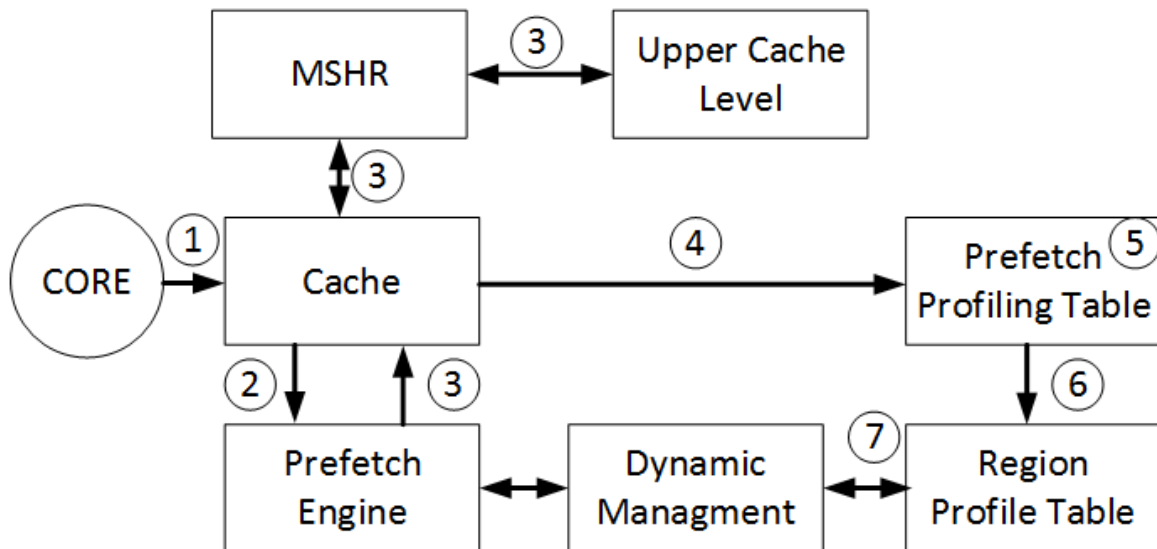 MSHR
3
Upper Cache
Level
3
CORE
1
Cache
4
Prefetch
Profiling Table
5
2
3
6
Prefetch
Engine
Dynamic
Managment
7
Region
Profile Table